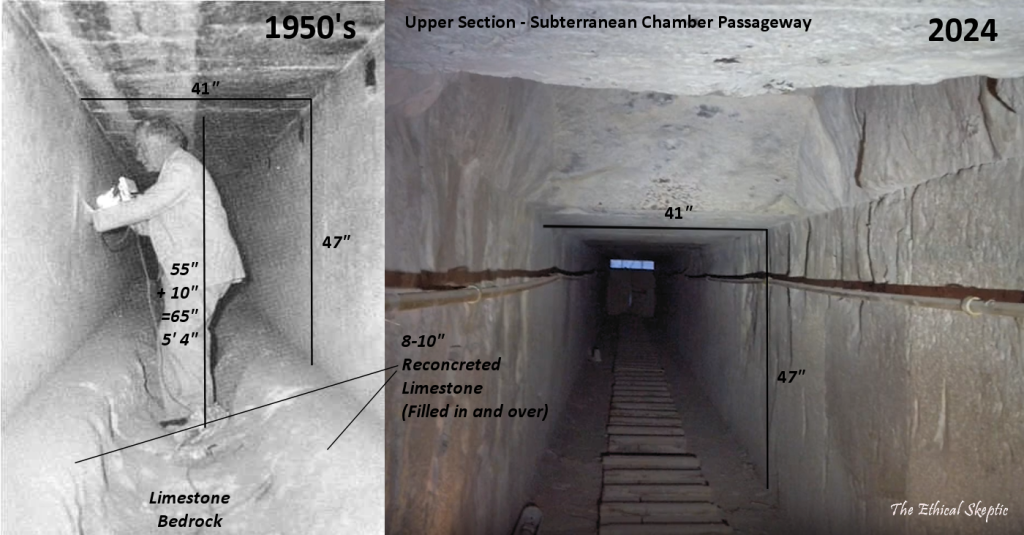 1950's
41"
47"
55"
+ 10"
=65"
5' 4"
8-10"
Reconcreted
Limestone
(Filled in and over)
Limestone
Bedrock
Upper Section - Subterranean Chamber Passageway
2024
41"
47"
The Ethical Skeptic